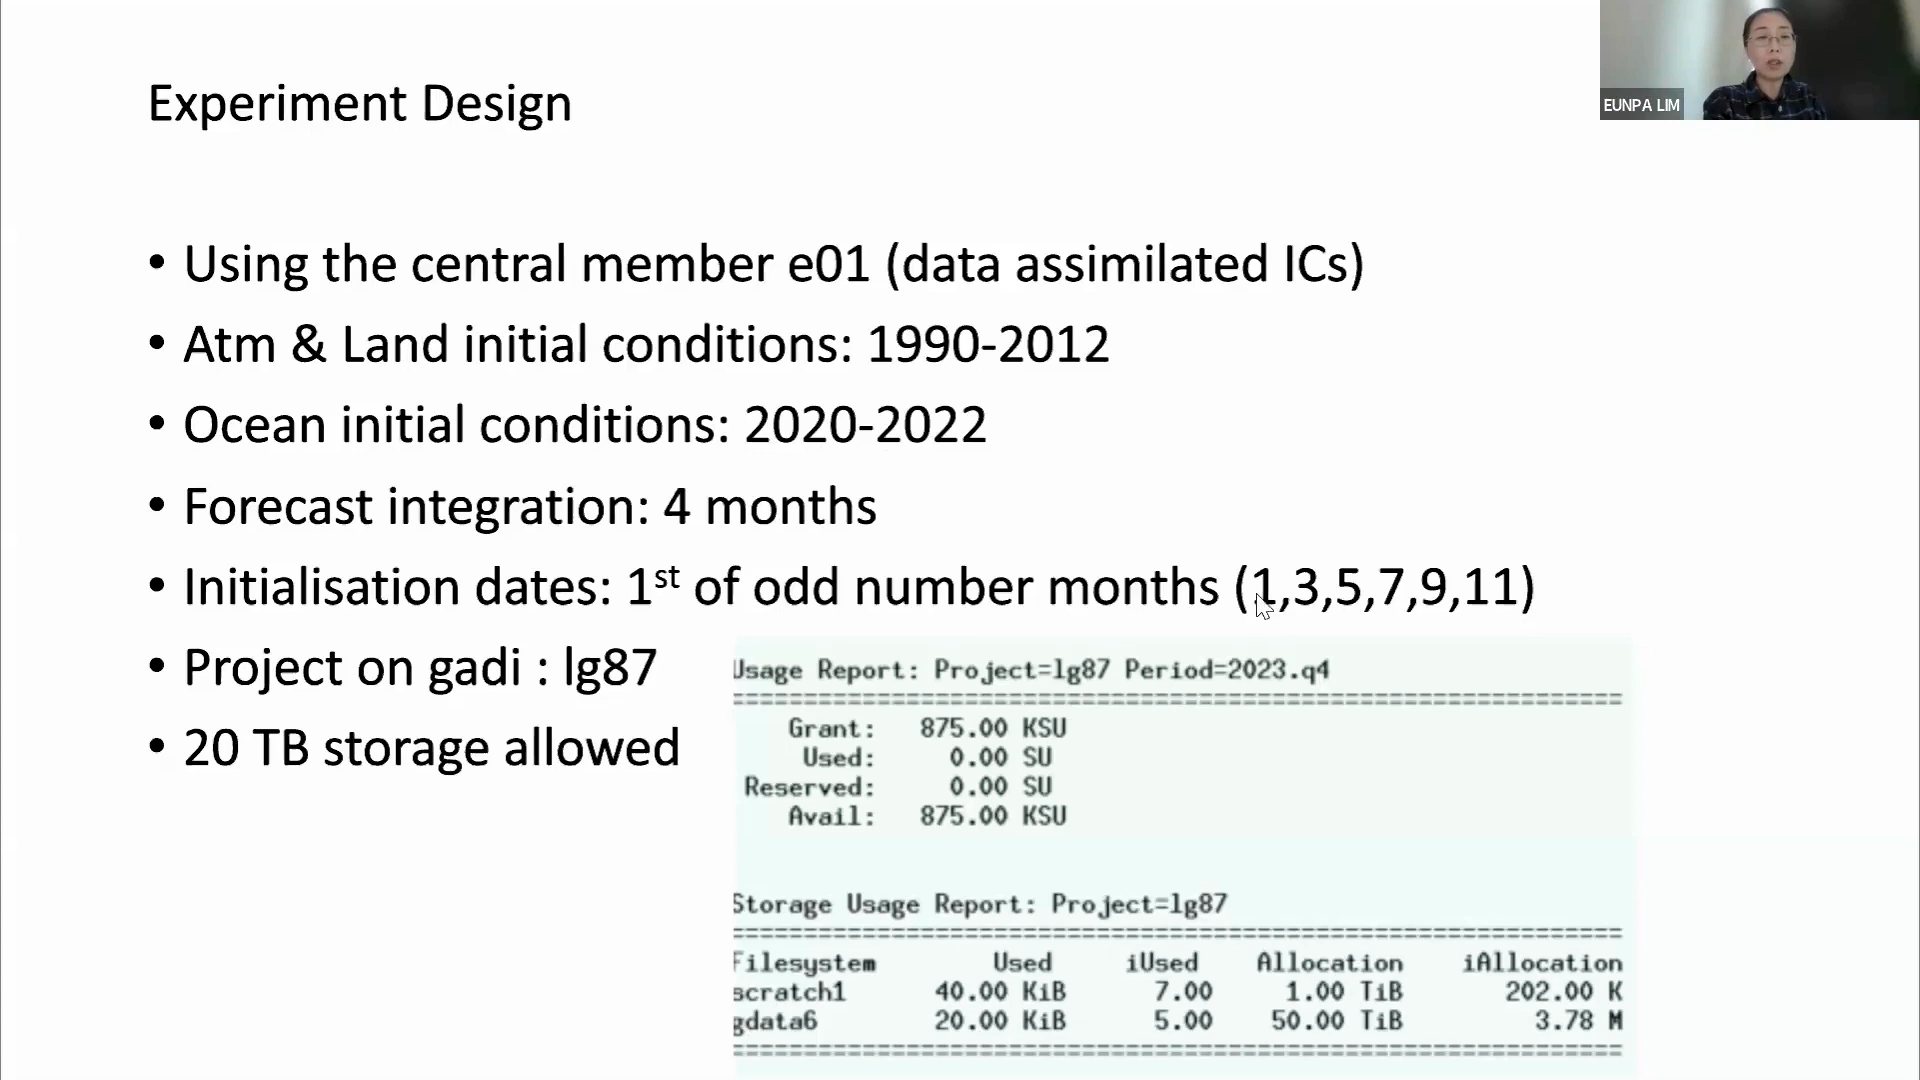 Experiment Design
EUNPA LIM
• Using the central member e01 (data assimilated ICs)
• Atm & Land initial conditions: 1990-2012
• Ocean initial conditions: 2020-2022
• Forecast integration: 4 months
• Initialisation dates: 1st of odd number months (1,3,5,7,9,11)
• Project on gadi : lg87
• 20 TB storage allowed
Usage Report: Project=lg87 Period=2023.q4
=============================================================
Grant: 875.00 KSU
Used: 0.00 SU
Reserved: 0.00 SU
Avail: 875.00 KSU
Storage Usage Report: Project=lg87
=============================================================
Filesystem Used iUsed Allocation iAllocation
scratch1 40.00 KiB 7.00 1.00 TiB 202.00 K
gdata6 20.00 KiB 5.00 50.00 TiB 3.78 M
=============================================================